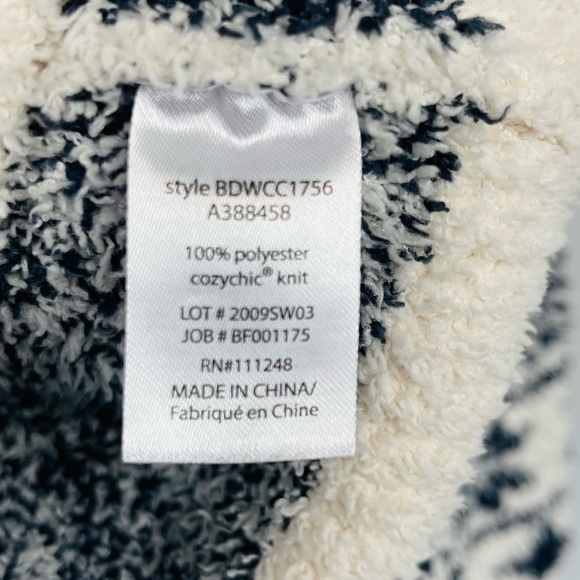 style BDWCC1756
A388458
100% polyester
cozychic® knit
LOT # 2009SW03
JOB # BF001175
RN#111248
MADE IN CHINA/
Fabriqué en Chine